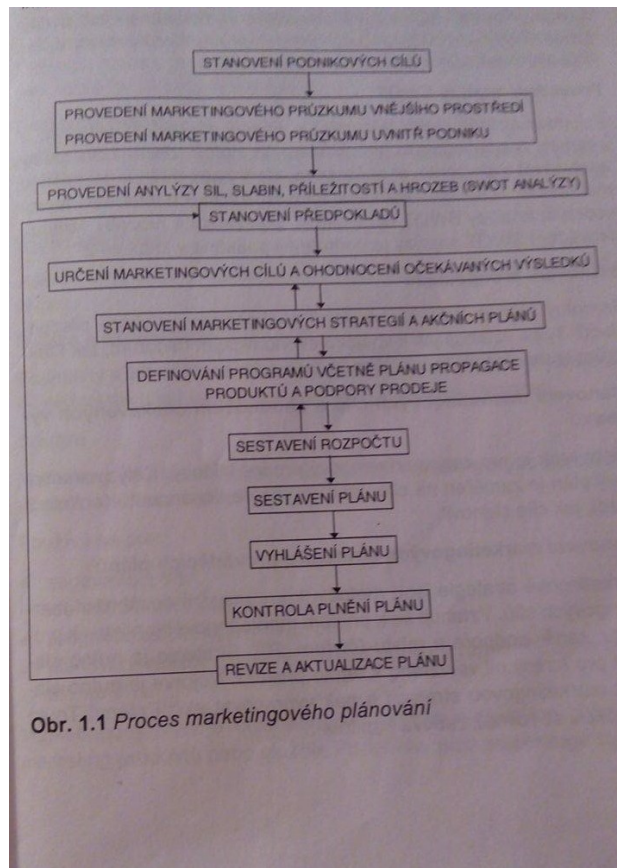 STANOVENÍ PODNIKOVÝCH CÍLŮ
PROVEDENÍ MARKETINGOVÉHO PRŮZKUMU VNĚJŠÍHO PROSTŘEDÍ
PROVEDENÍ MARKETINGOVÉHO PRŮZKUMU UVNITŘ PODNIKU
PROVEDENÍ ANYLÝZY SIL, SLABIN, PŘÍLEŽITOSTÍ A HROZEB (SWOT ANALÝZY)
STANOVENÍ PŘEDPOKLADŮ
URČENÍ MARKETINGOVÝCH CÍLŮ A OHODNOCENÍ OČEKÁVANÝCH VÝSLEDKŮ
STANOVENÍ MARKETINGOVÝCH STRATEGIÍ A AKČNÍCH PLÁNŮ
DEFINOVÁNÍ PROGRAMŮ VČETNĚ PLÁNU PROPAGACE
PRODUKTŮ A PODPORY PRODEJE
SESTAVENÍ ROZPOČTU
SESTAVENÍ PLÁNU
VYHLÁŠENÍ PLÁNU
KONTROLA PLNĚNÍ PLÁNU
REVIZE A AKTUALIZACE PLÁNU
Obr. 1.1 Proces marketingového plánování